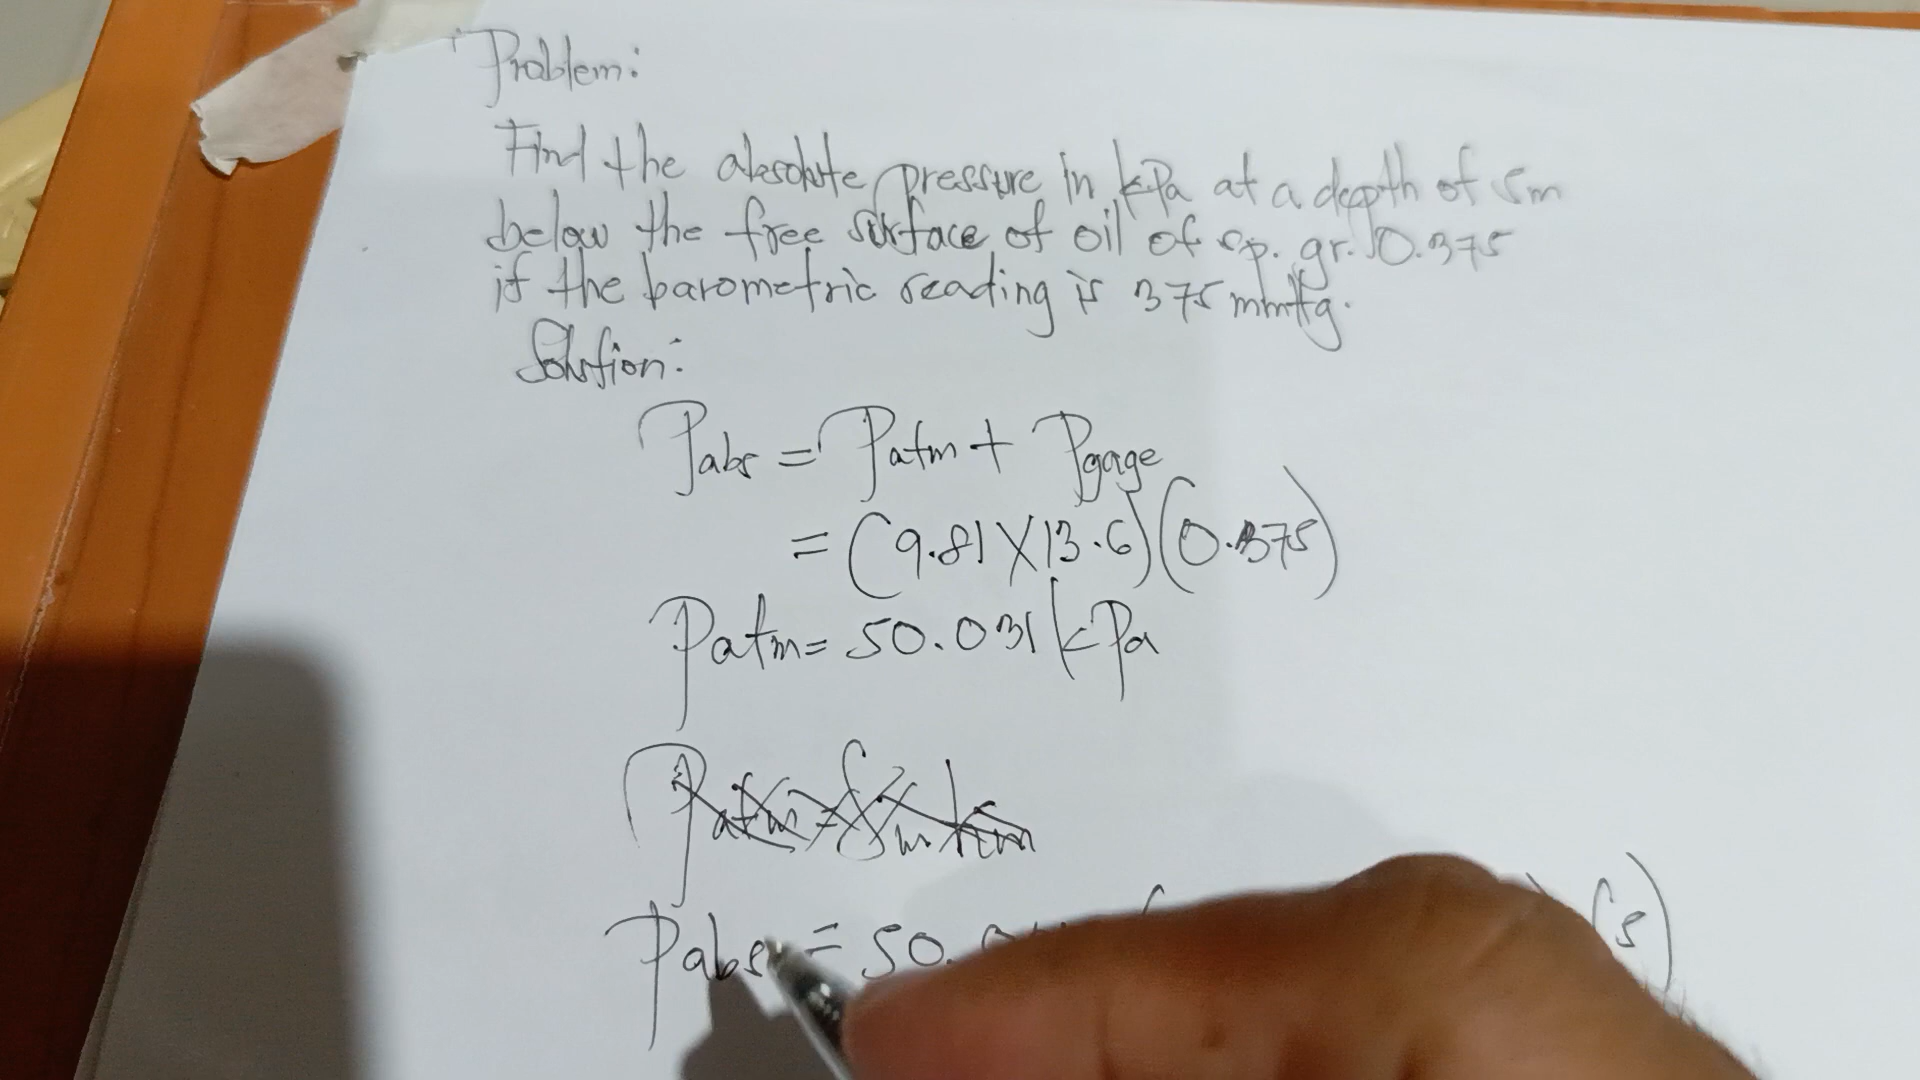 Problem:
Find the absolute pressure in kPa at a depth of 5m
below the free surface of oil of sp. gr. 0.375
if the barometric reading is 375 mmHg.
Solution:
Pabs = Patm + Pgage
= (9.81 X 13.6)(0.375)
Patm = 50.031 kPa
Pabs = 50. (5)